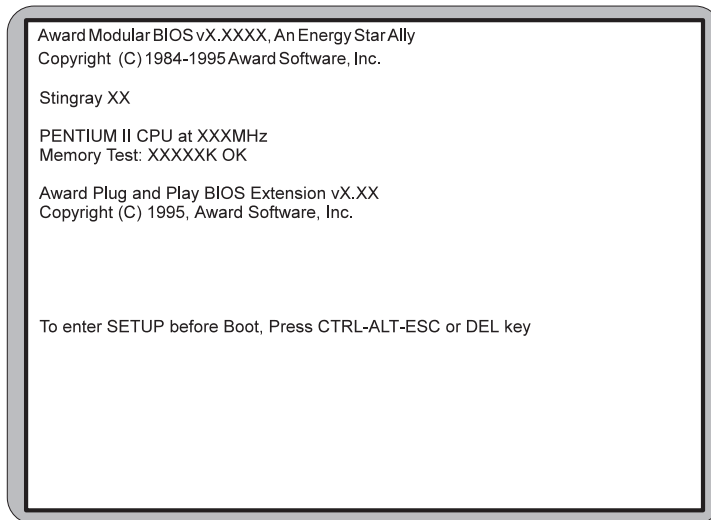 Award Modular BIOS vX.XXXX, An Energy Star Ally
Copyright (C) 1984-1995 Award Software, Inc.
Stingray XX
PENTIUM II CPU at XXXMHz
Memory Test: XXXXXK OK
Award Plug and Play BIOS Extension vX.XX
Copyright (C) 1995, Award Software, Inc.
To enter SETUP before Boot, Press CTRL-ALT-ESC or DEL key